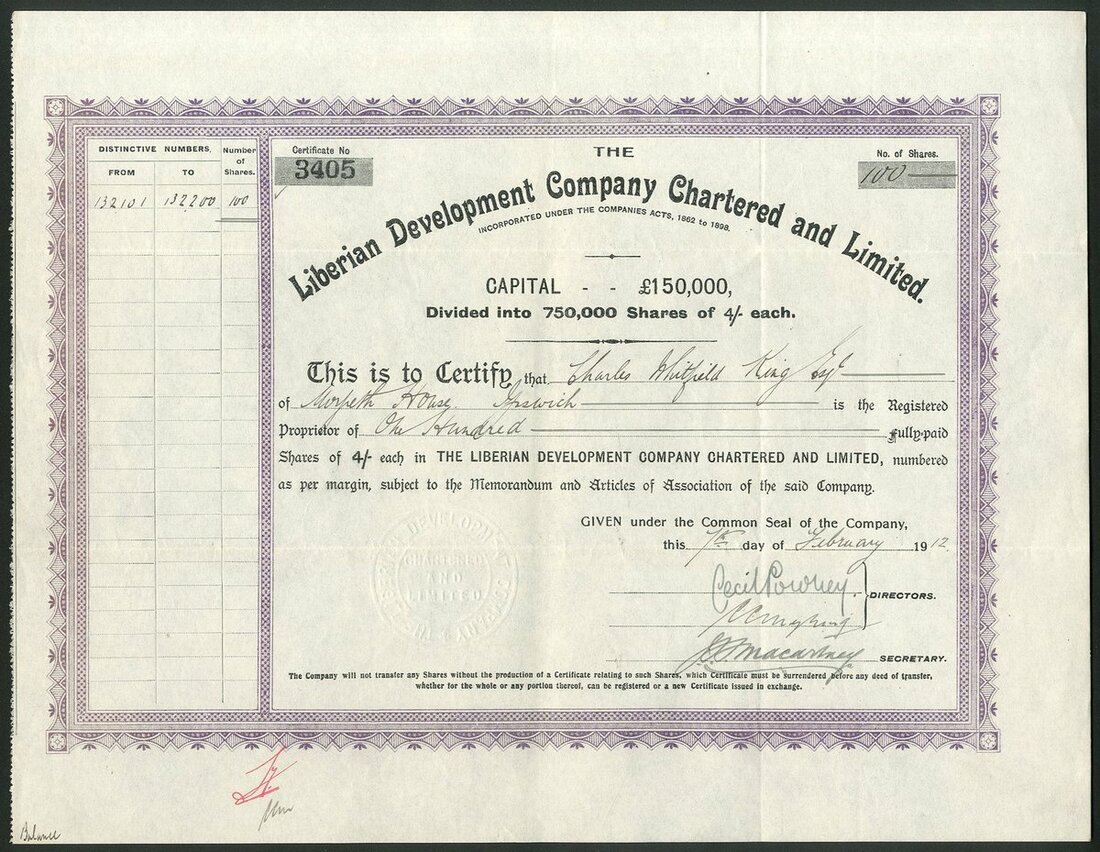 DISTINCTIVE NUMBERS.
FROM TO
Number
of
Shares.
132101 132200 100
Certificate No
3405
No. of Shares.
100
THE
Liberian Development Company Chartered and Limited.
INCORPORATED UNDER THE COMPANIES ACTS, 1862 to 1898.
CAPITAL - - £150,000,
Divided into 750,000 Shares of 4/- each.
This is to Certify that Charles Whitfield King Esqr
of Morpeth House Ipswich is the Registered
Proprietor of One Hundred fully paid
Shares of 4/- each in THE LIBERIAN DEVELOPMENT COMPANY CHARTERED AND LIMITED, numbered
as per margin, subject to the Memorandum and Articles of Association of the said Company.
GIVEN under the Common Seal of the Company,
this 7th day of February 1912
Cecil Powney
DIRECTORS.
Macartney SECRETARY.
The Company will not transfer any Shares without the production of a Certificate relating to such Shares, which Certificate must be Surrendered before any deed of transfer,
whether for the whole or any portion thereof, can be registered or a new Certificate issued in exchange.
CHARTERED
AND
LIMITED
Balance